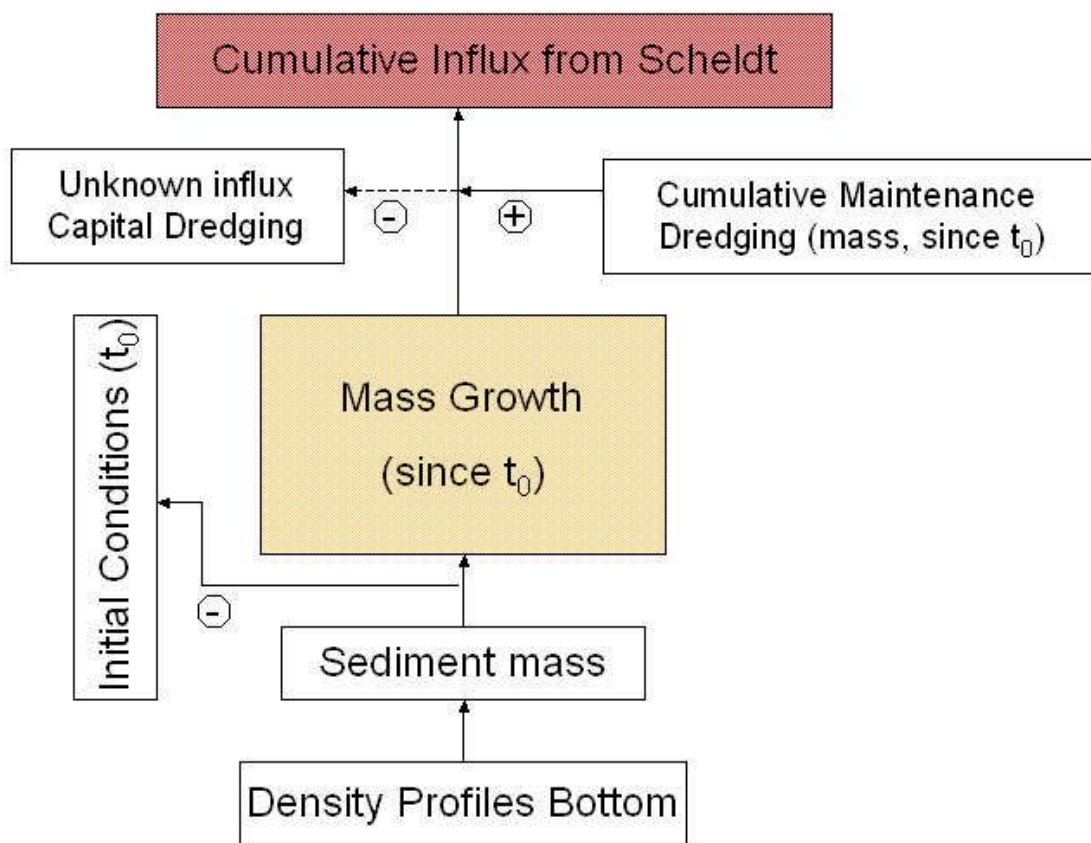 Cumulative Influx from Scheldt
Unknown influx
Capital Dredging
-
+
Cumulative Maintenance
Dredging (mass, since t₀)
Initial Conditions (t₀)
Mass Growth
(since t₀)
-
Sediment mass
Density Profiles Bottom